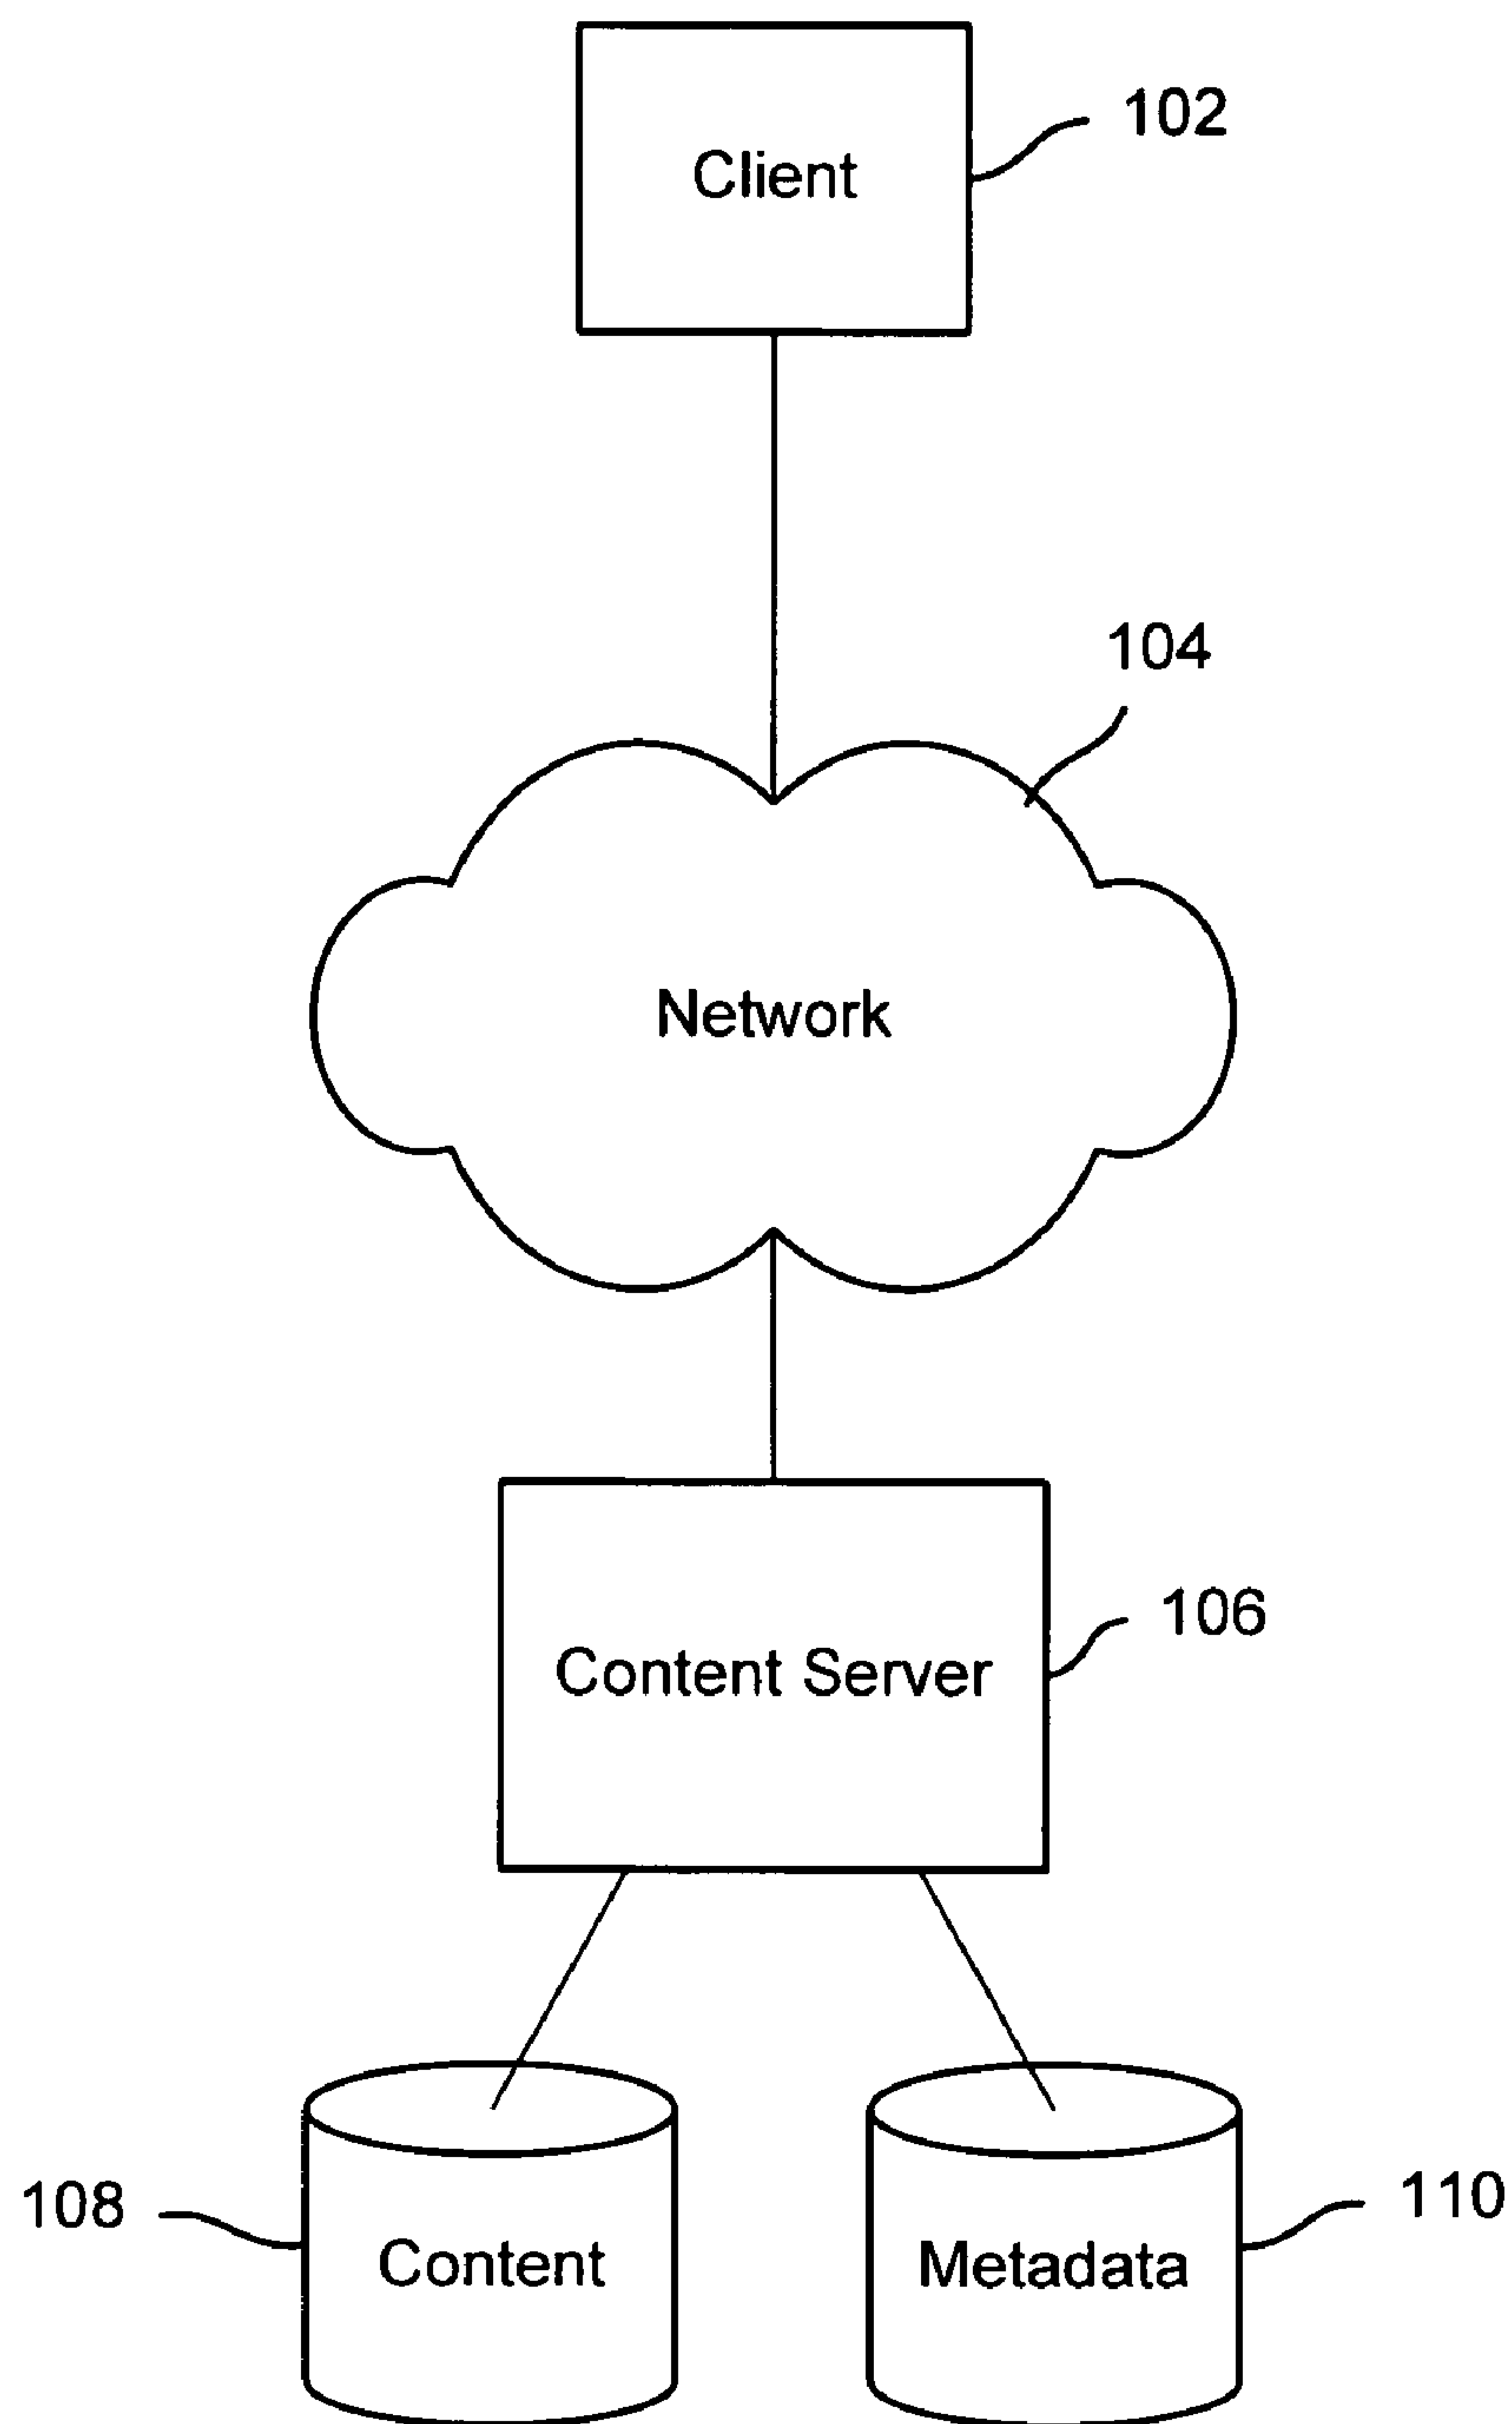 102
Client
104
Network
106
Content Server
108
110
Content
Metadata